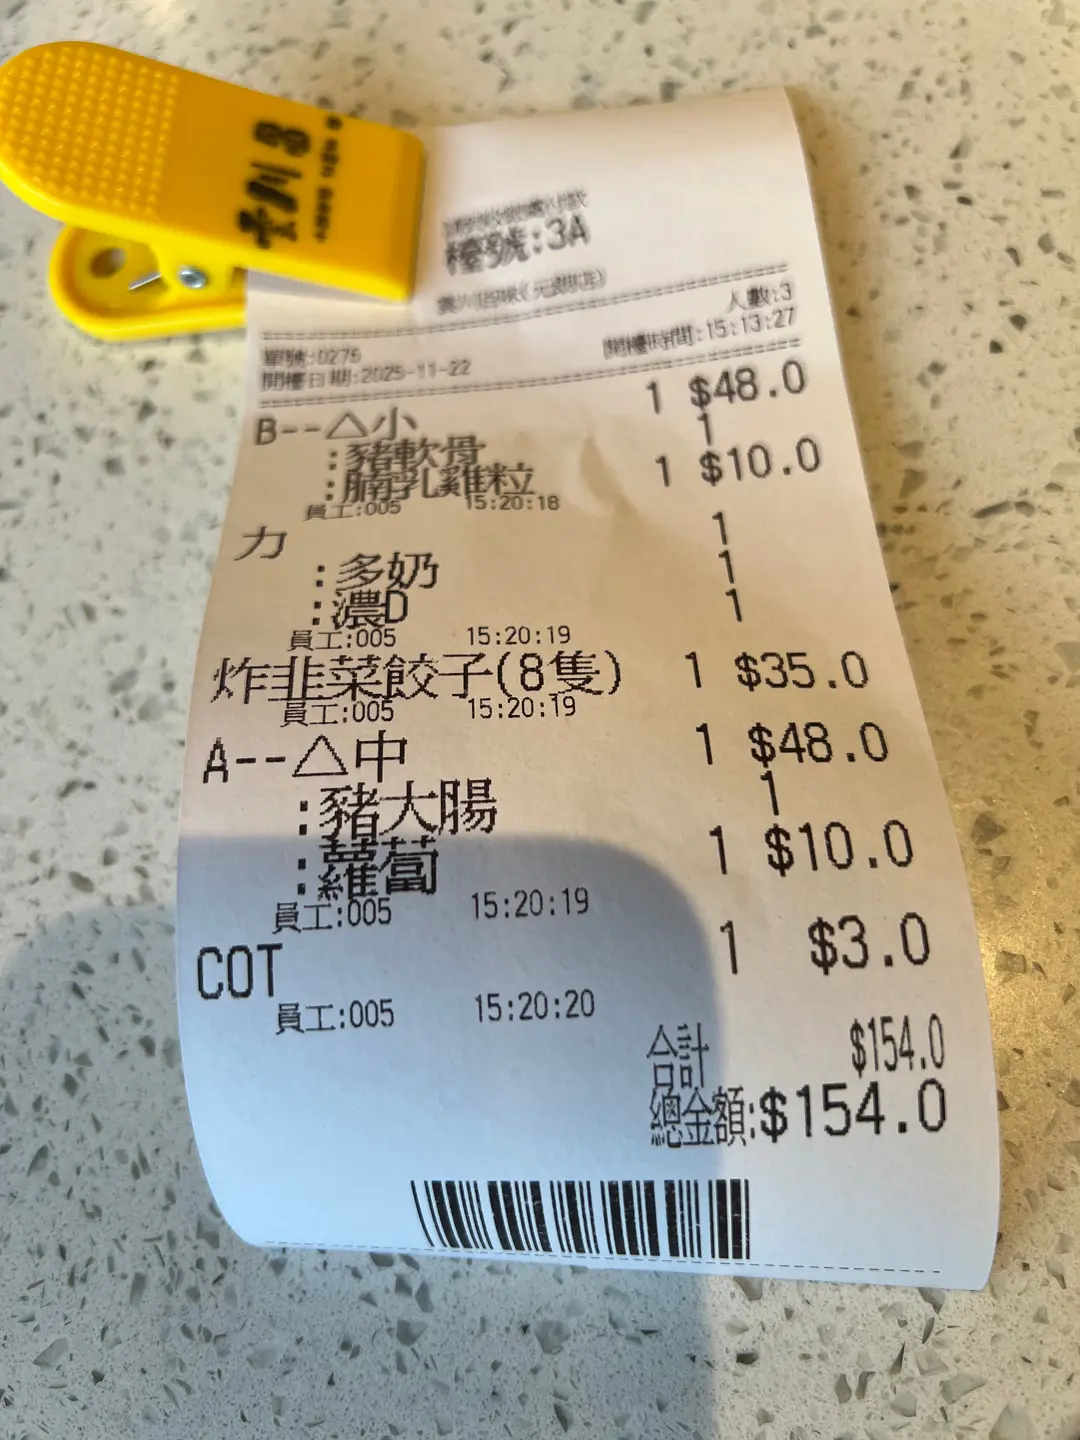 檯號:3A
人數:3
單號:0276
開檯時間:15:13:27
開檯日期:2025-11-22
B--△小 1 $48.0
:豬軟骨 1
:腩乳雞粒 1 $10.0
員工:005 15:20:18
力 1
:多奶 1
:濃D 1
員工:005 15:20:19
炸韭菜餃子(8隻) 1 $35.0
員工:005 15:20:19
A--△中 1 $48.0
:豬大腸 1
:蘿蔔 1 $10.0
員工:005 15:20:19
COT 1 $3.0
員工:005 15:20:20
合計 $154.0
總金額:$154.0